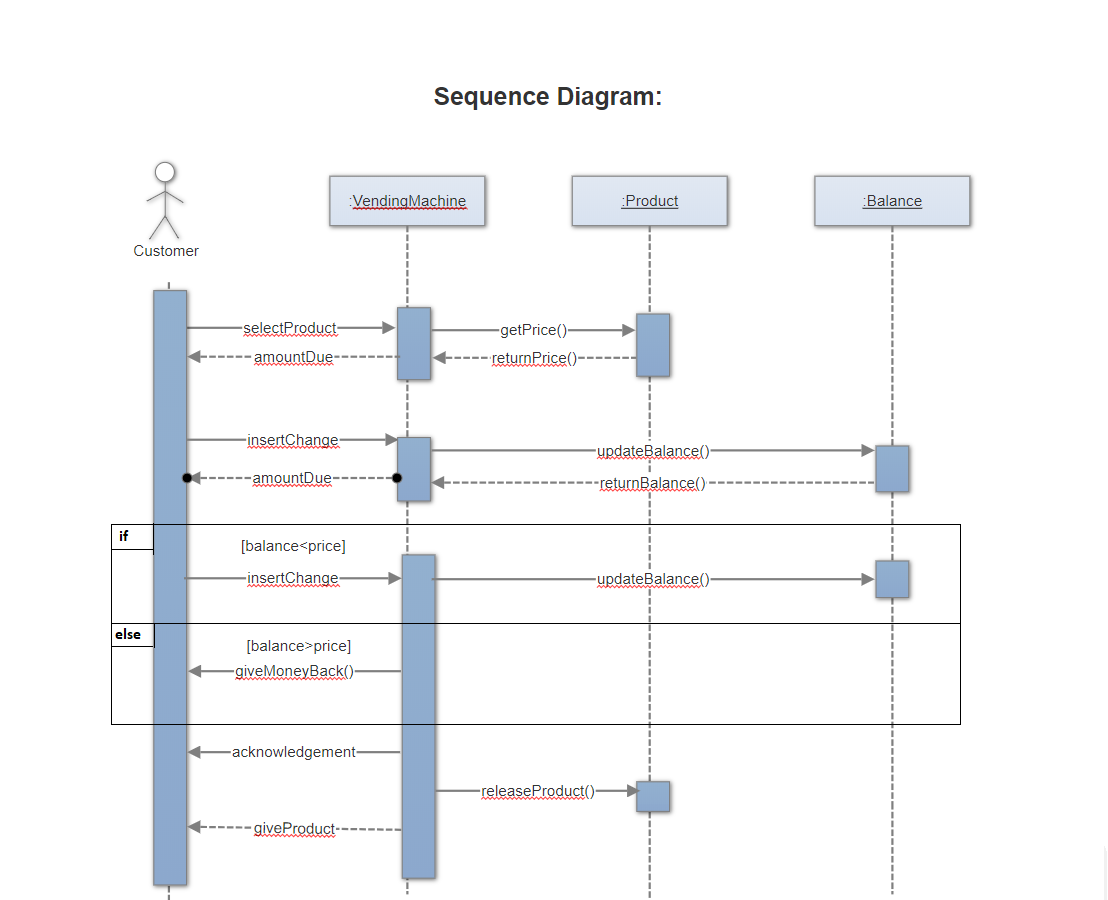 Sequence Diagram:
:VendingMachine
:Product
:Balance
Customer
selectProduct
getPrice()
amountDue
returnPrice()
insertChange
updateBalance()
amountDue
returnBalance()
if
[balance<price]
insertChange
updateBalance()
else
[balance>price]
giveMoneyBack()
acknowledgement
releaseProduct()
giveProduct